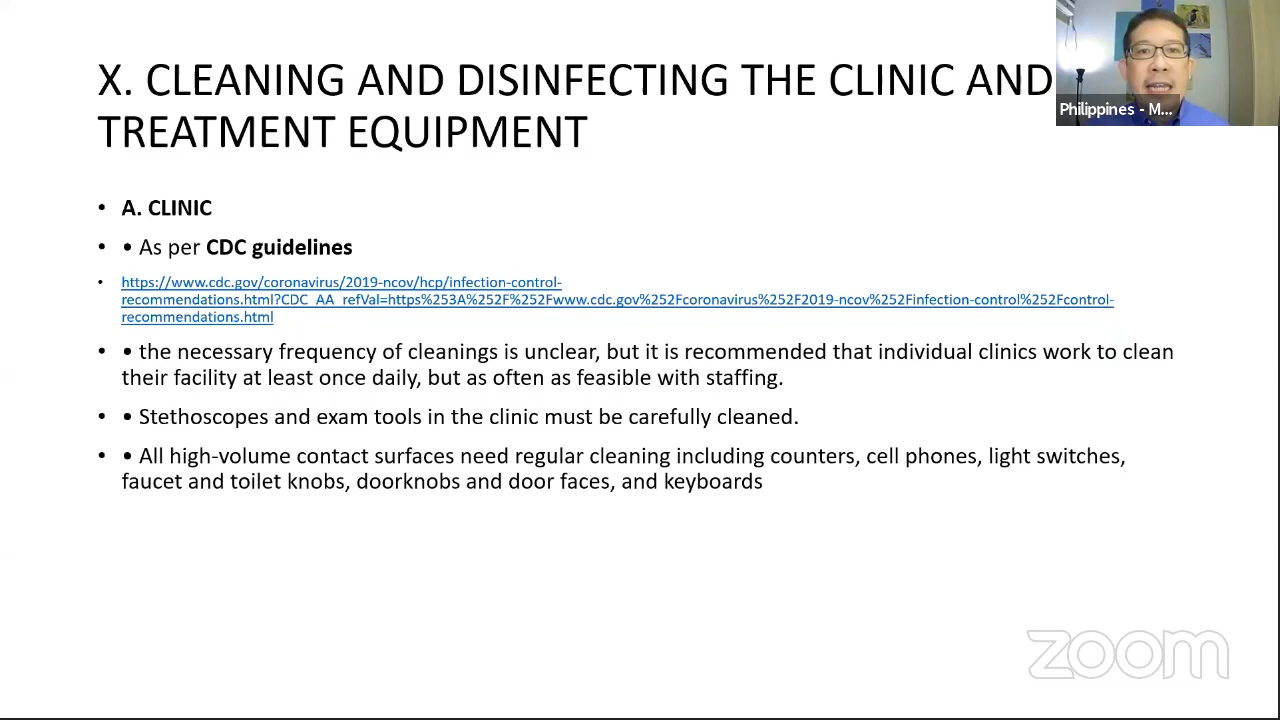 X. CLEANING AND DISINFECTING THE CLINIC AND
TREATMENT EQUIPMENT
Philippines - M...
• A. CLINIC
• • As per CDC guidelines
• https://www.cdc.gov/coronavirus/2019-ncov/hcp/infection-control-
recommendations.html?CDC_AA_refVal=https%253A%252F%252Fwww.cdc.gov%252Fcoronavirus%252F2019-ncov%252Finfection-control%252Fcontrol-
recommendations.html
• • the necessary frequency of cleanings is unclear, but it is recommended that individual clinics work to clean
their facility at least once daily, but as often as feasible with staffing.
• • Stethoscopes and exam tools in the clinic must be carefully cleaned.
• • All high-volume contact surfaces need regular cleaning including counters, cell phones, light switches,
faucet and toilet knobs, doorknobs and door faces, and keyboards
zoom